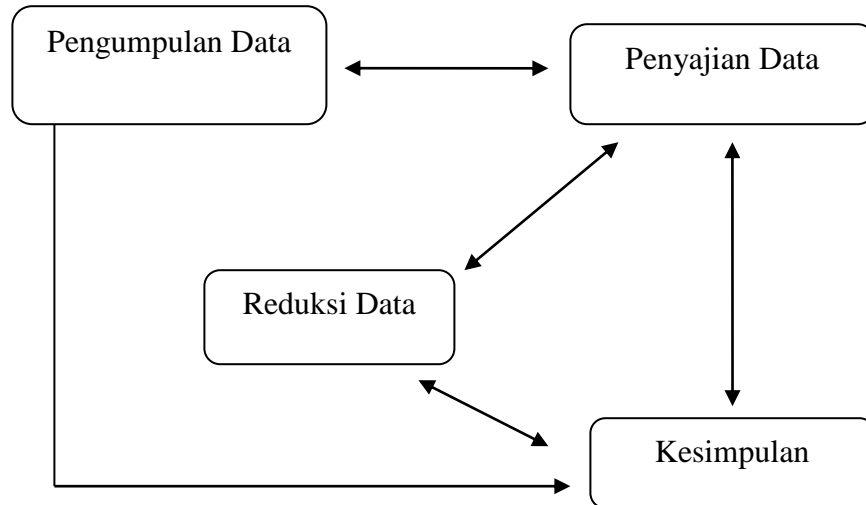 Pengumpulan Data
Penyajian Data
Reduksi Data
Kesimpulan